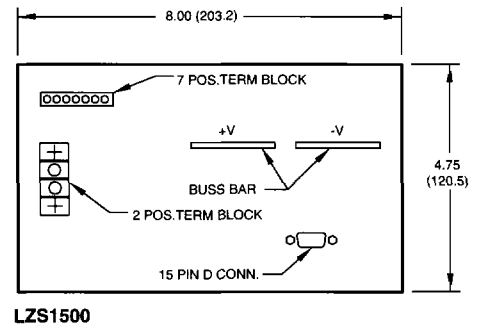 8.00 (203.2)
7 POS.TERM BLOCK
+V
-V
4.75
(120.5)
BUSS BAR
2 POS.TERM BLOCK
15 PIN D CONN.
LZS1500